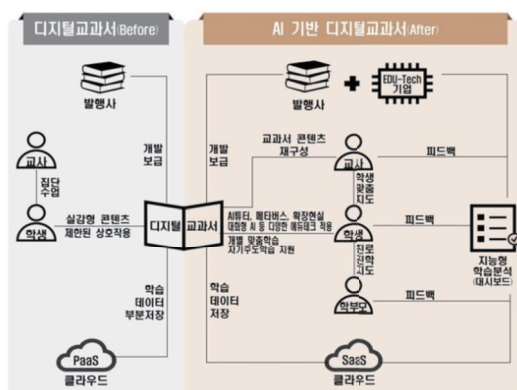 디지털교과서(Before)
AI 기반 디지털교과서(After)
발행사
개발
보급
교사
집단
수업
학생
실감형 콘텐츠
제한된 상호작용
디지털 교과서
학습
데이터
부분저장
PaaS
클라우드
발행사
EDU-Tech
기업
개발
보급
교과서 콘텐츠
재구성
교사
피드백
학생
맞춤
지도
AI튜터, 메타버스, 확장현실
대화형 AI 등 다양한 에듀테크 적용
개별 맞춤학습
자기주도학습 지원
학생
피드백
진로
진학
지도
학부모
피드백
지능형
학습분석
(대시보드)
학습
데이터
저장
SaaS
클라우드